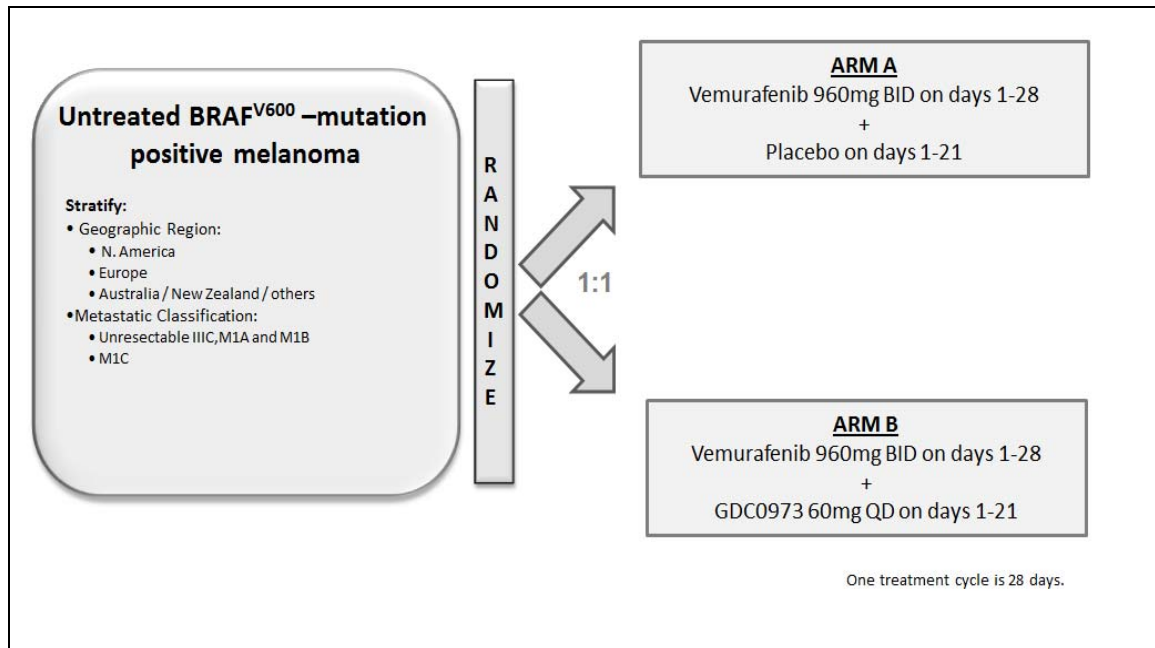 Untreated BRAFV600 –mutation
positive melanoma
Stratify:
• Geographic Region:
• N. America
• Europe
• Australia / New Zealand / others
•Metastatic Classification:
• Unresectable IIIC,M1A and M1B
• M1C
RANDOMIZE
1:1
ARM A
Vemurafenib 960mg BID on days 1-28
+
Placebo on days 1-21
ARM B
Vemurafenib 960mg BID on days 1-28
+
GDC0973 60mg QD on days 1-21
One treatment cycle is 28 days.